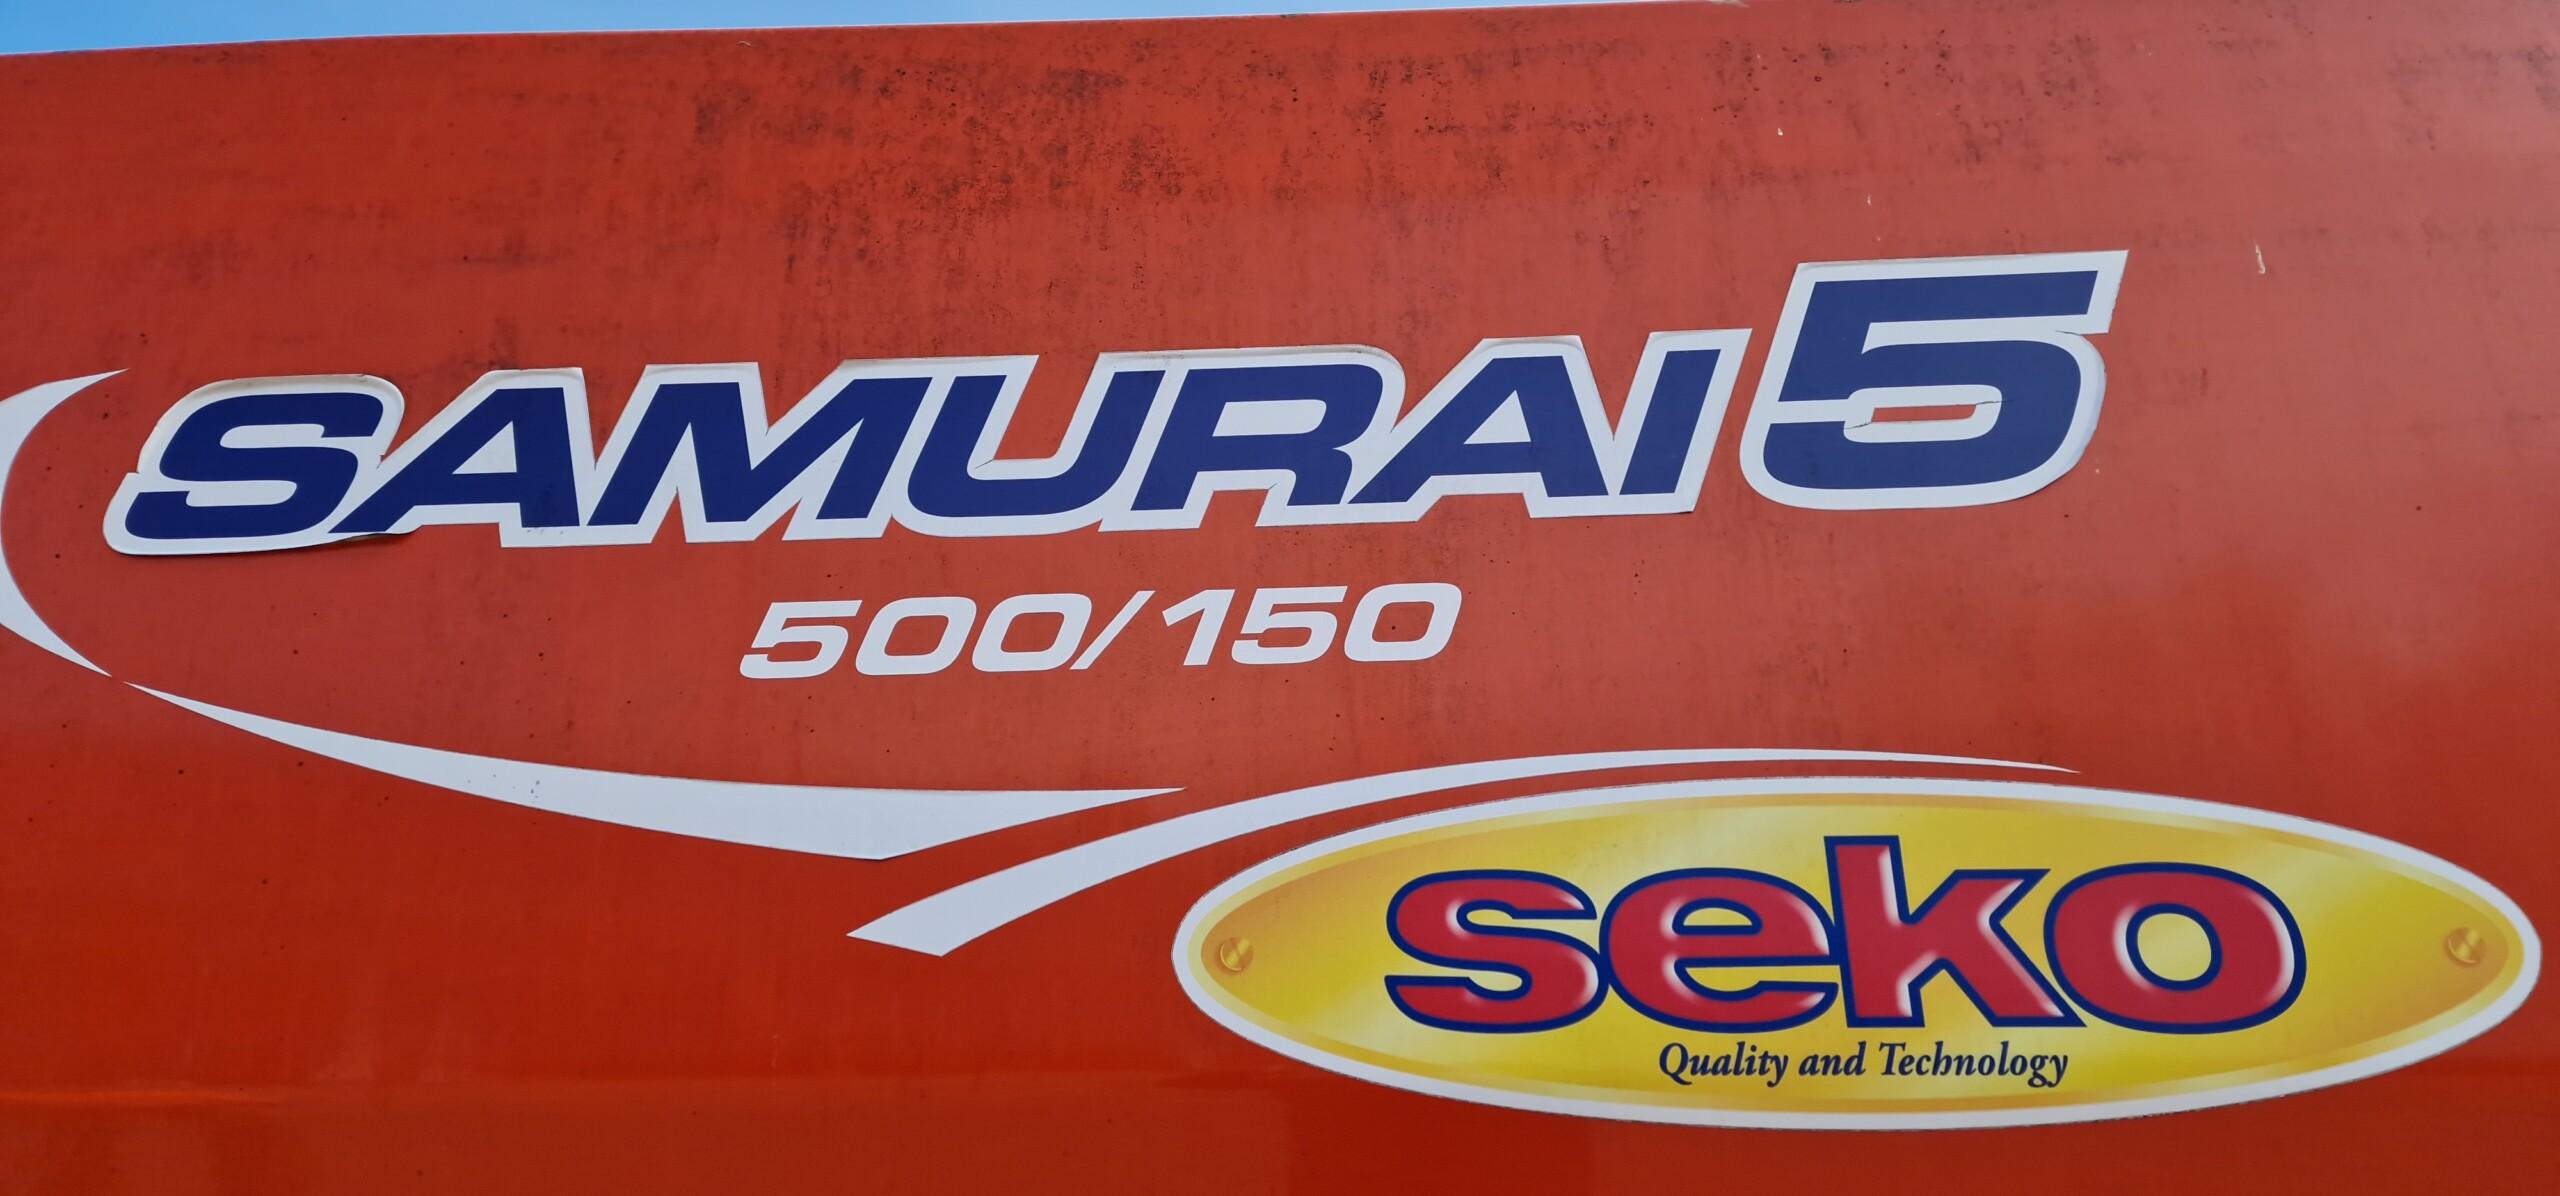 SAMURAI 5
500/150
seko
Quality and Technology